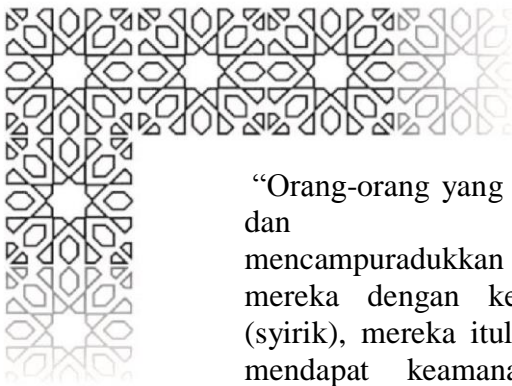 “Orang-orang yang
dan
mencampuradukkan
mereka dengan
(syirik), mereka
mendapat